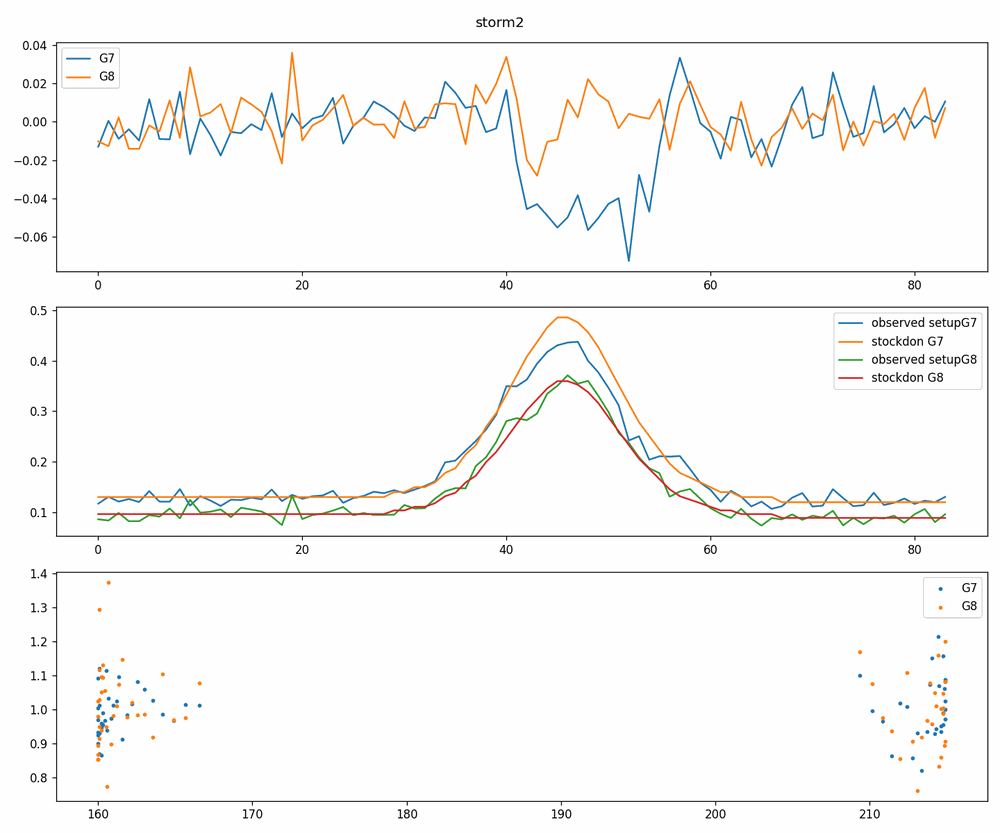 storm2
0.04
0.02
0.00
−0.02
−0.04
−0.06
G7
G8
0 20 40 60 80
0.5
0.4
0.3
0.2
0.1
observed setupG7
stockdon G7
observed setupG8
stockdon G8
0 20 40 60 80
1.4
1.3
1.2
1.1
1.0
0.9
0.8
G7
G8
160 170 180 190 200 210